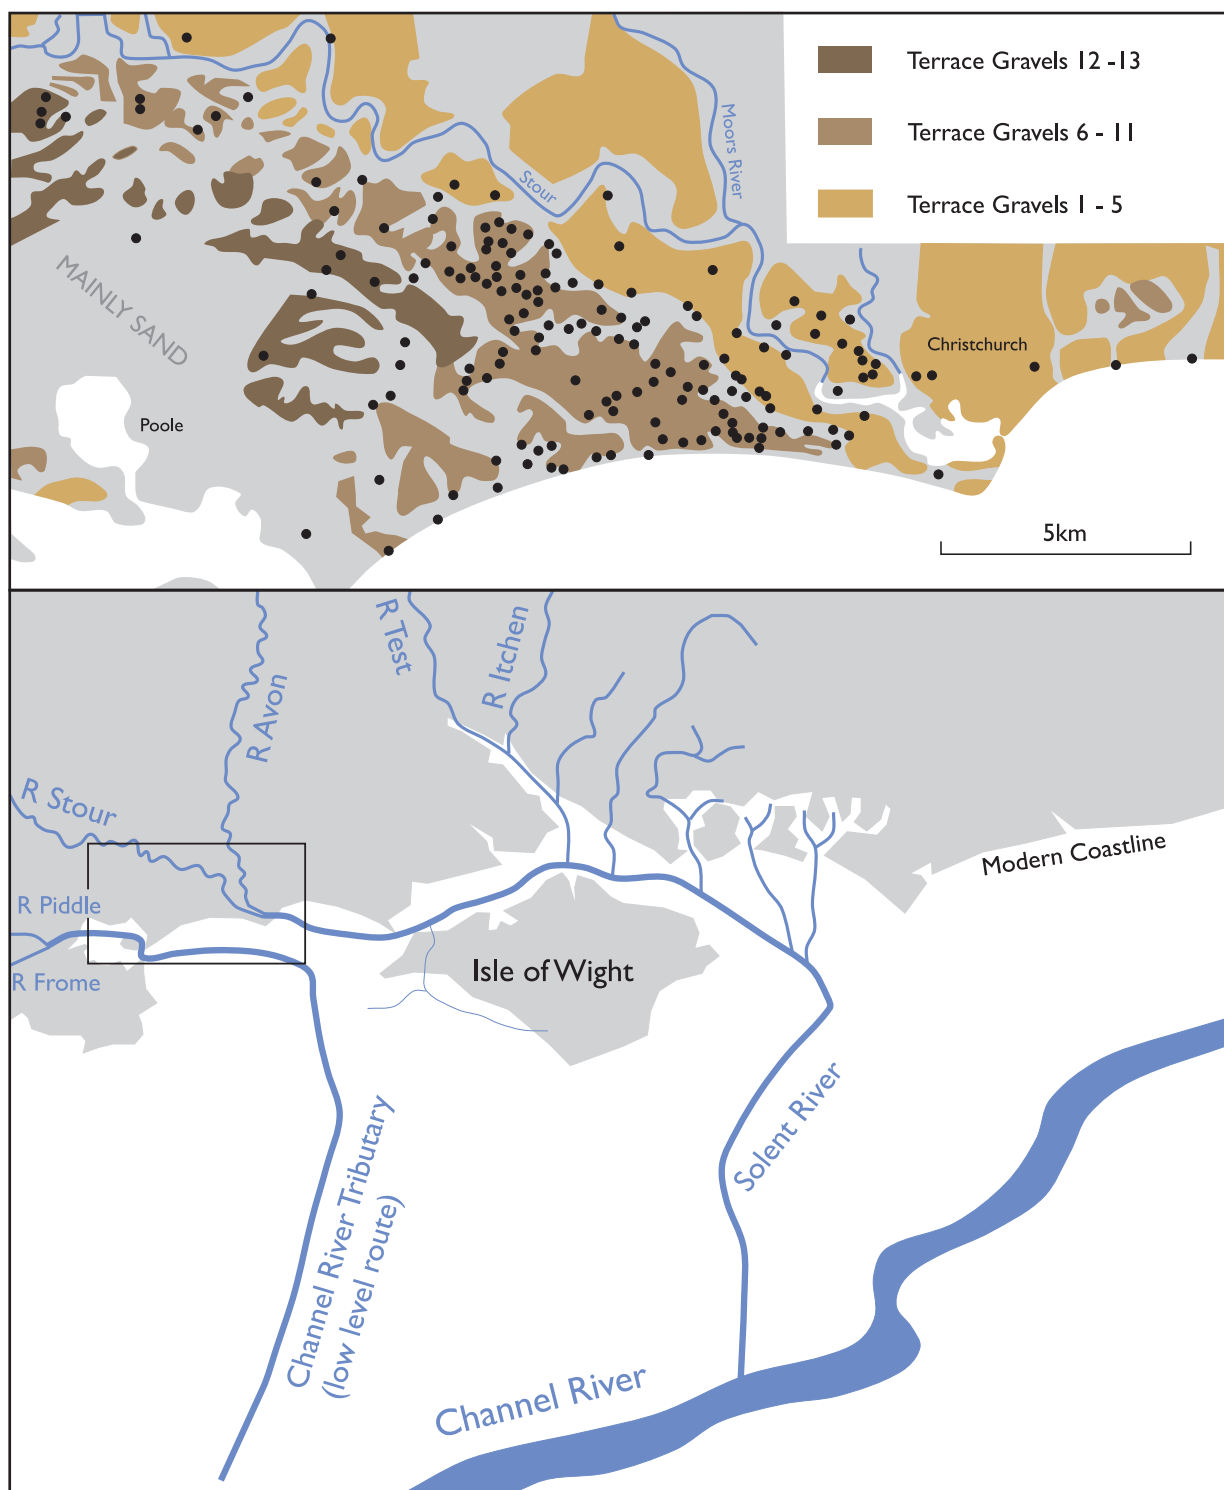 Terrace Gravels 12 -13
Terrace Gravels 6 - 11
Terrace Gravels 1 - 5
Moors River
Stour
MAINLY SAND
Christchurch
Poole
5km
R Test
R Itchen
R Avon
R Stour
Modern Coastline
R Piddle
Isle of Wight
R Frome
Solent River
Channel River Tributary
(low level route)
Channel River